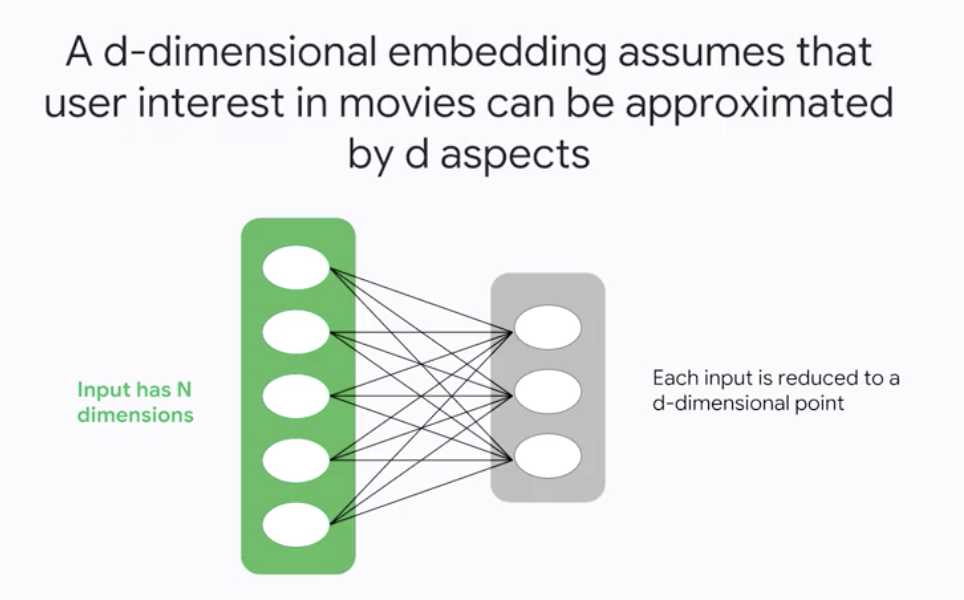 A d-dimensional embedding assumes that
user interest in movies can be approximated
by d aspects
Input has N
dimensions
Each input is reduced to a
d-dimensional point